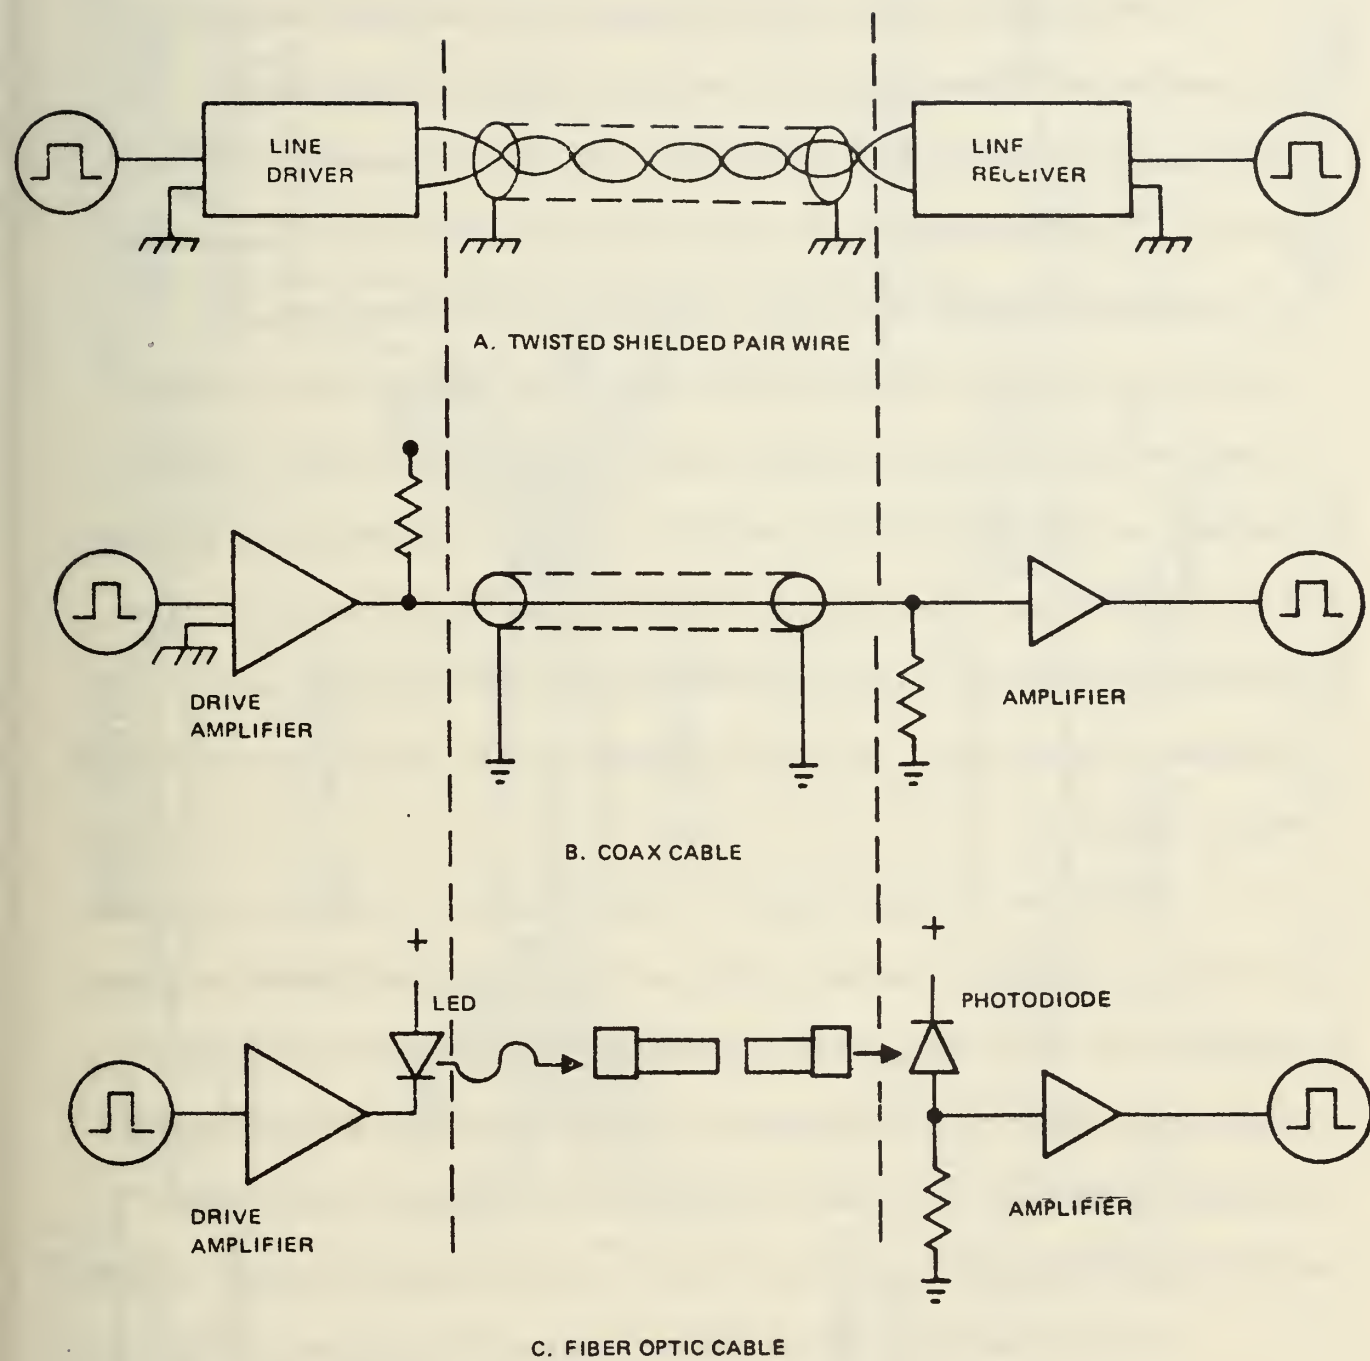 LINE
DRIVER
LINE
RECEIVER
A. TWISTED SHIELDED PAIR WIRE
DRIVE
AMPLIFIER
AMPLIFIER
B. COAX CABLE
+
LED
+
PHOTODIODE
DRIVE
AMPLIFIER
AMPLIFIER
C. FIBER OPTIC CABLE